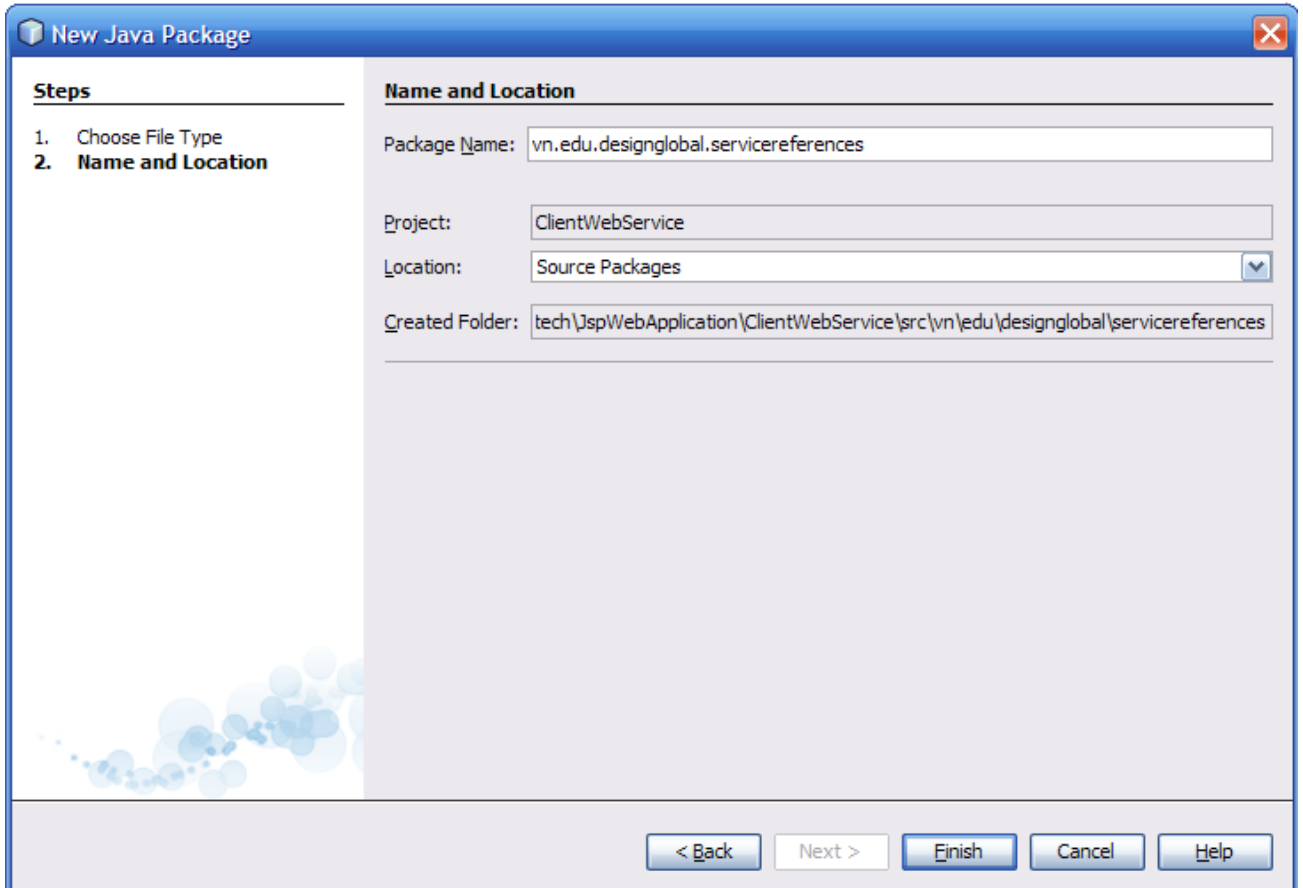 New Java Package
Steps
1. Choose File Type
2. Name and Location
Name and Location
Package Name: vn.edu.designglobal.servicereferences
Project: ClientWebService
Location: Source Packages
Created Folder: tech\JspWebApplication\ClientWebService\src\vn\edu\designglobal\servicereferences
< Back Next > Finish Cancel Help